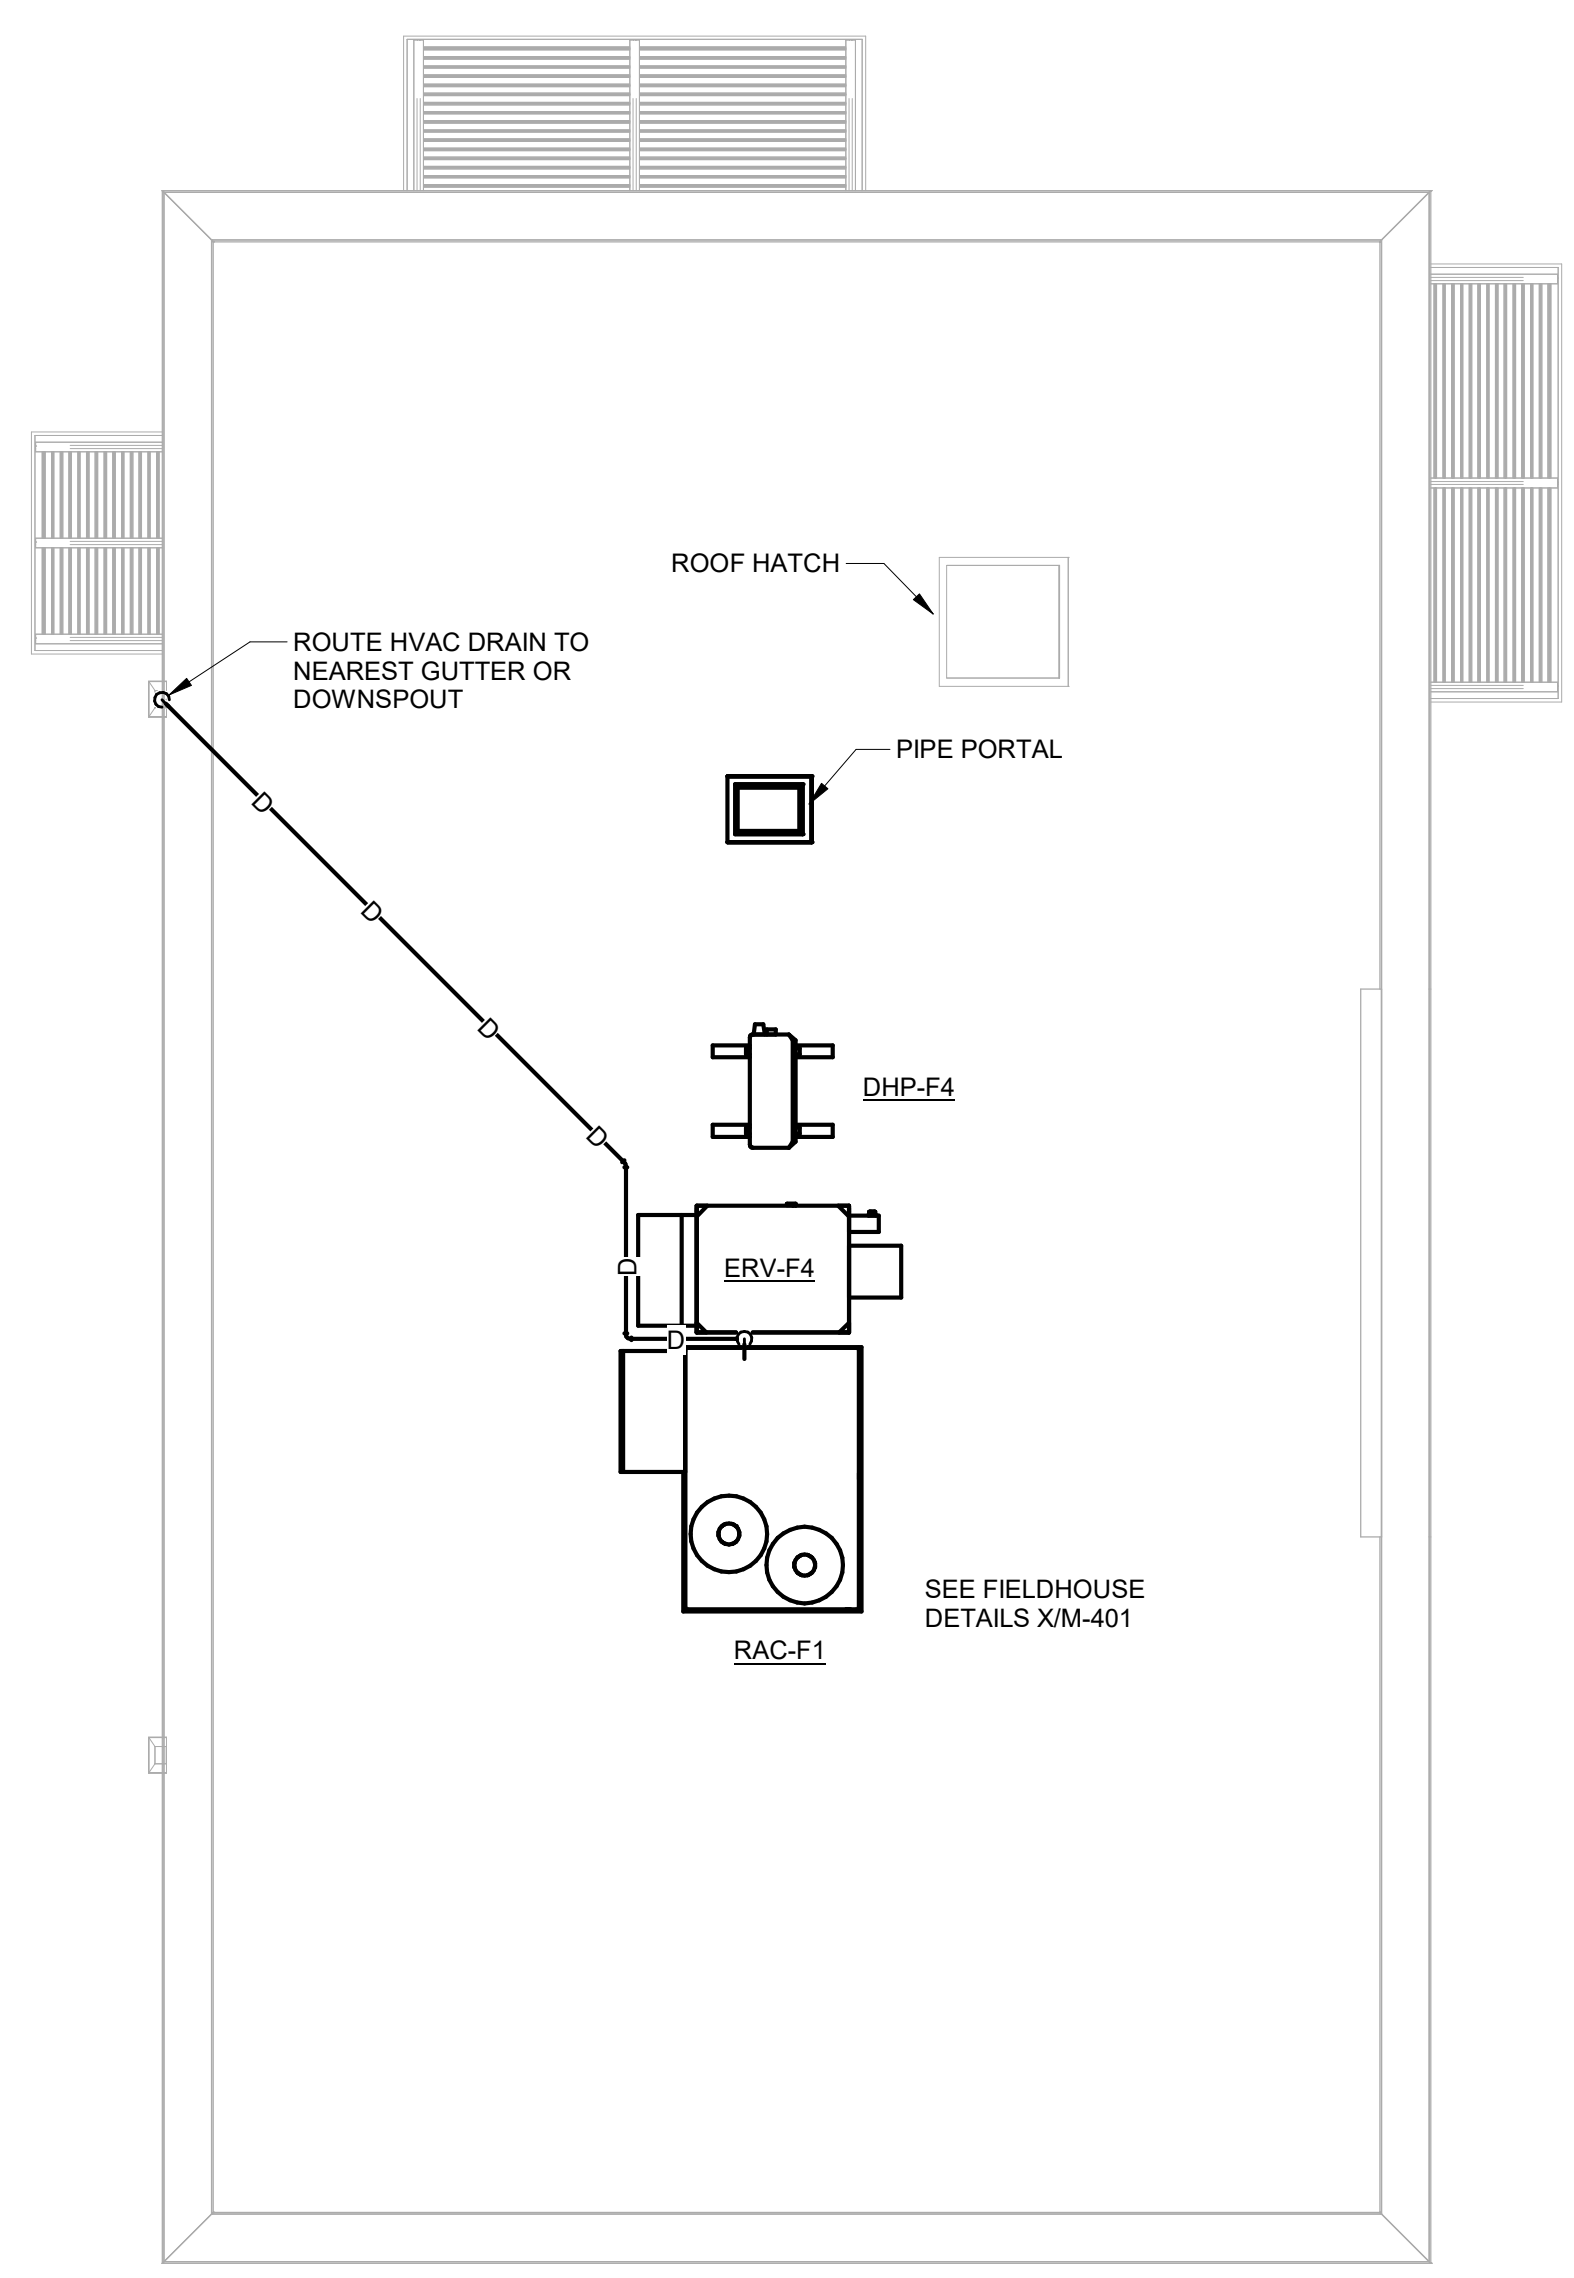 ROOF HATCH
ROUTE HVAC DRAIN TO
NEAREST GUTTER OR
DOWNSPOUT
PIPE PORTAL
D
D
D
DHP-F4
D
D
ERV-F4
D
SEE FIELDHOUSE
DETAILS X/M-401
RAC-F1